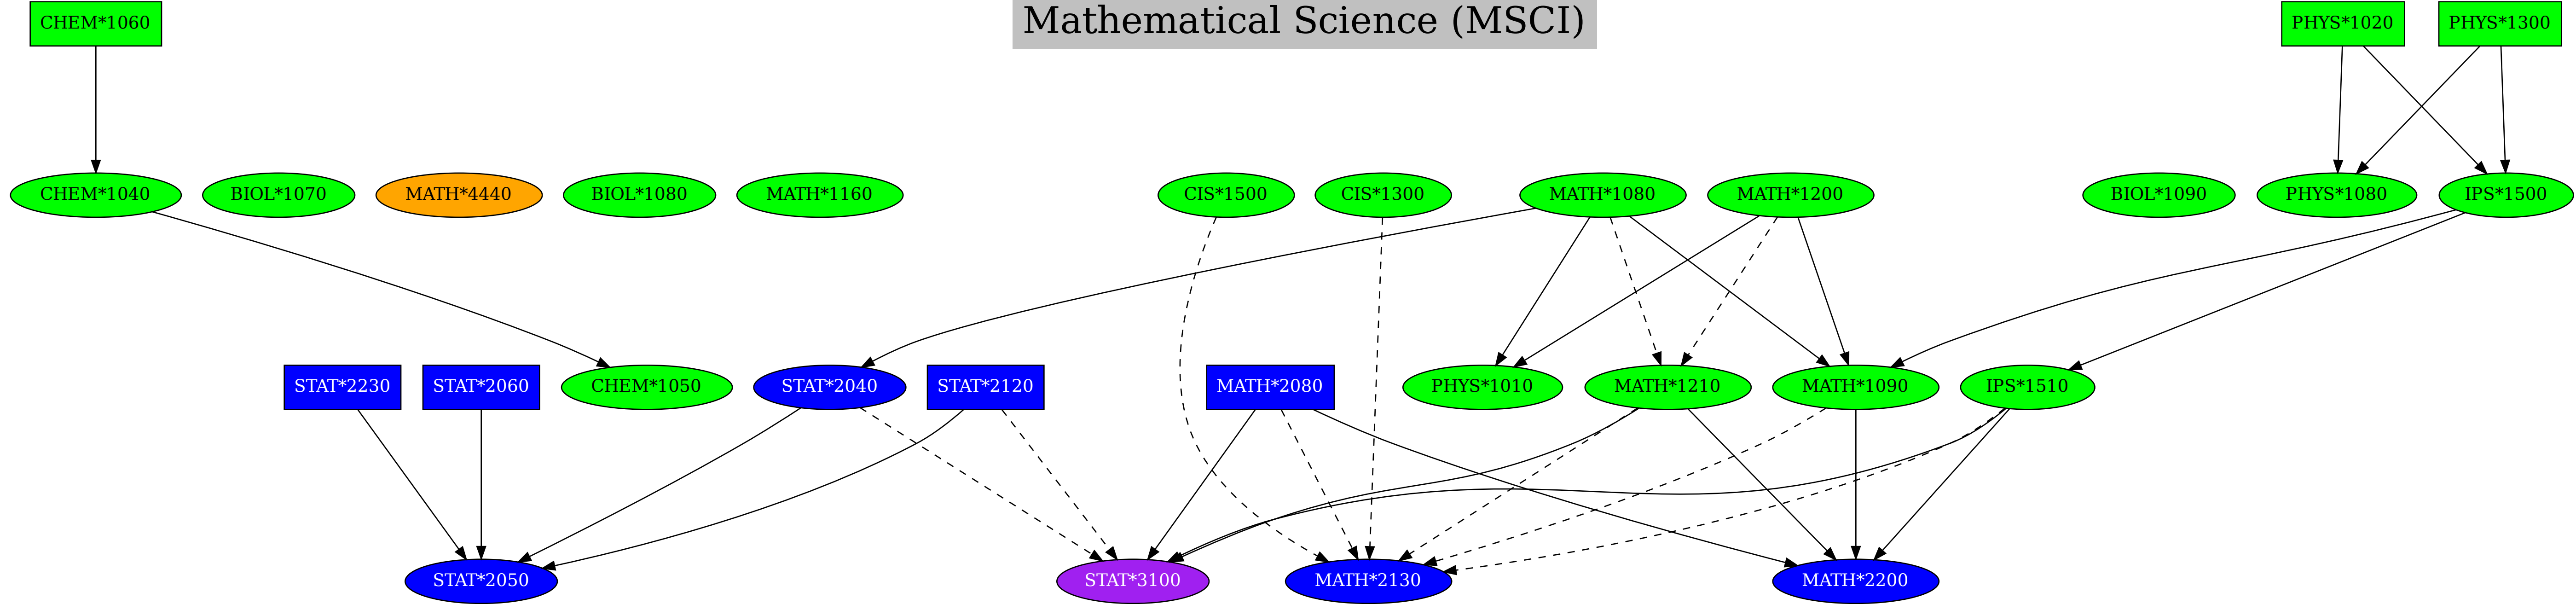 Mathematical Science (MSCI)
CHEM*1060
PHYS*1020
PHYS*1300
CHEM*1040
BIOL*1070
MATH*4440
BIOL*1080
MATH*1160
CIS*1500
CIS*1300
MATH*1080
MATH*1200
BIOL*1090
PHYS*1080
IPS*1500
STAT*2230
STAT*2060
CHEM*1050
STAT*2040
STAT*2120
MATH*2080
PHYS*1010
MATH*1210
MATH*1090
IPS*1510
STAT*2050
STAT*3100
MATH*2130
MATH*2200